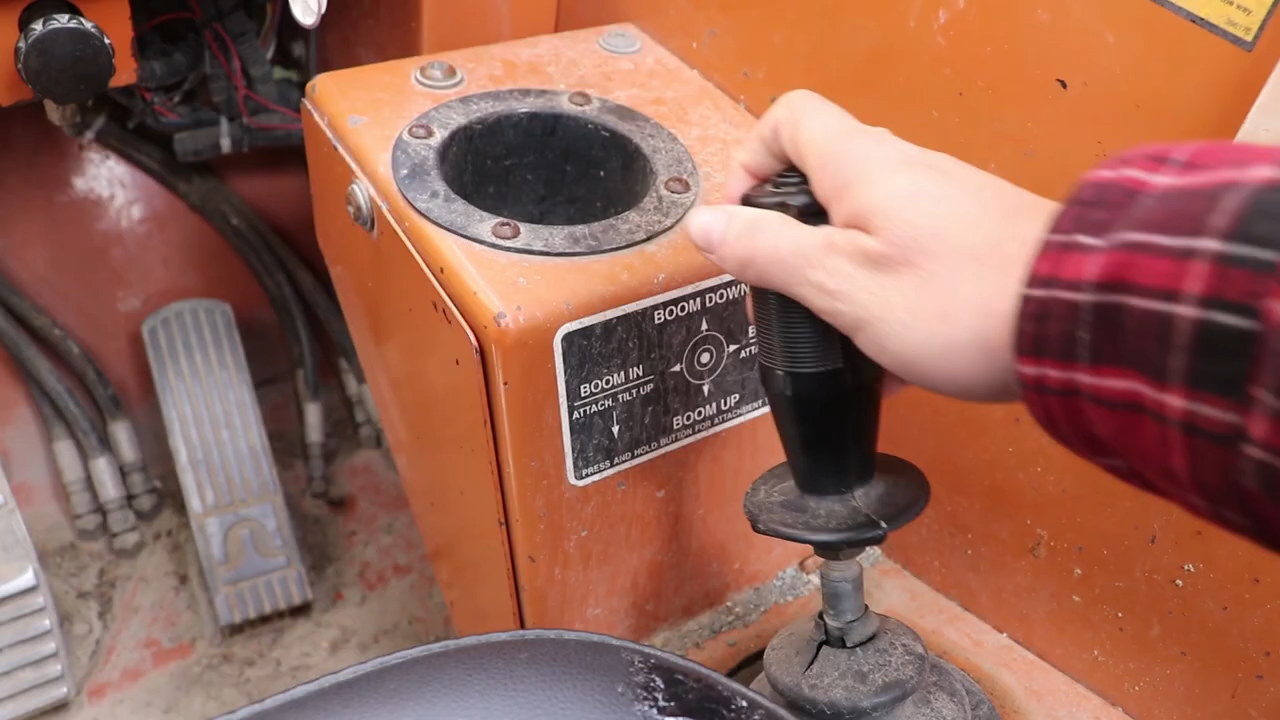 BOOM DOWN
BOOM IN
ATTACH. TILT UP
BOOM UP
PRESS AND HOLD BUTTON FOR ATTACHMENT